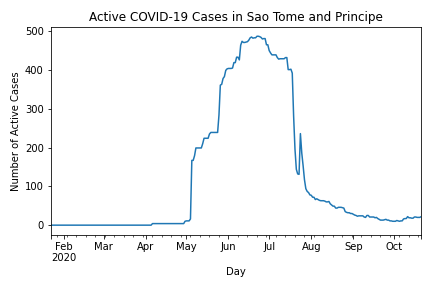 Active COVID-19 Cases in Sao Tome and Principe
Number of Active Cases
500
400
300
200
100
0
Feb Mar Apr May Jun Jul Aug Sep Oct
2020
Day